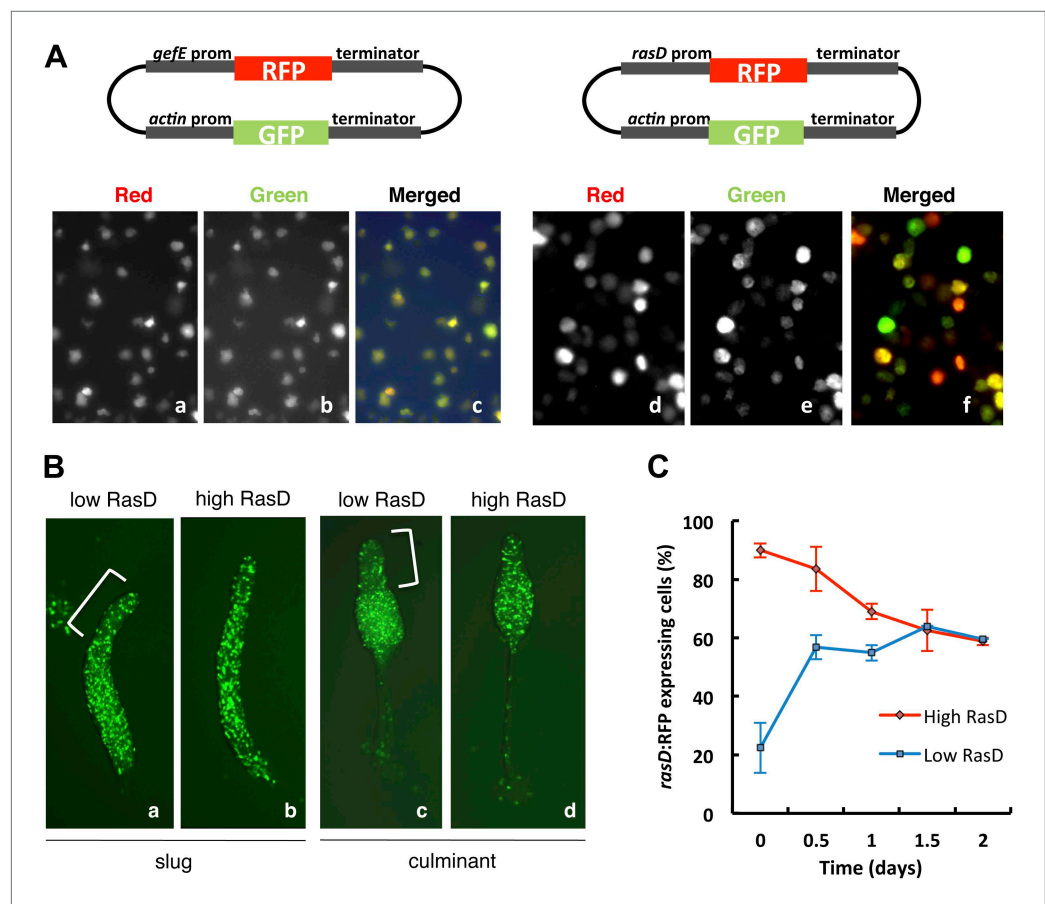 A
gefE prom terminator
RFP
actin prom terminator
GFP
rasD prom terminator
RFP
actin prom terminator
GFP
Red Green Merged
a b c
Red Green Merged
d e f
B
low RasD high RasD low RasD high RasD
a b c d
slug culminant
C
rasD:RFP expressing cells (%)
100
80
60
40
20
0
High RasD
Low RasD
0 0.5 1 1.5 2
Time (days)